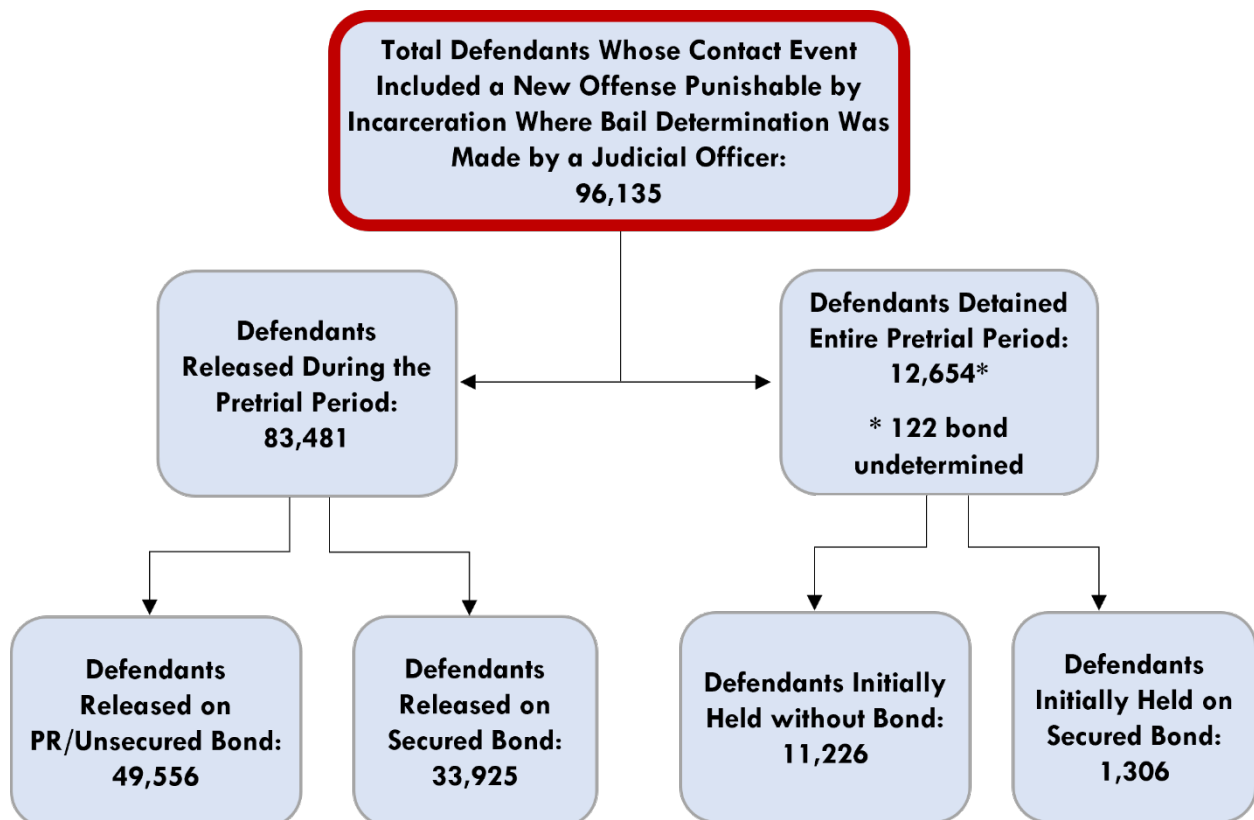 Total Defendants Whose Contact Event
Included a New Offense Punishable by
Incarceration Where Bail Determination Was
Made by a Judicial Officer:
96,135
Defendants
Released During the
Pretrial Period:
83,481
Defendants Detained
Entire Pretrial Period:
12,654*
* 122 bond
undetermined
Defendants
Released on
PR/Unsecured Bond:
49,556
Defendants
Released on
Secured Bond:
33,925
Defendants Initially
Held without Bond:
11,226
Defendants
Initially Held on
Secured Bond:
1,306